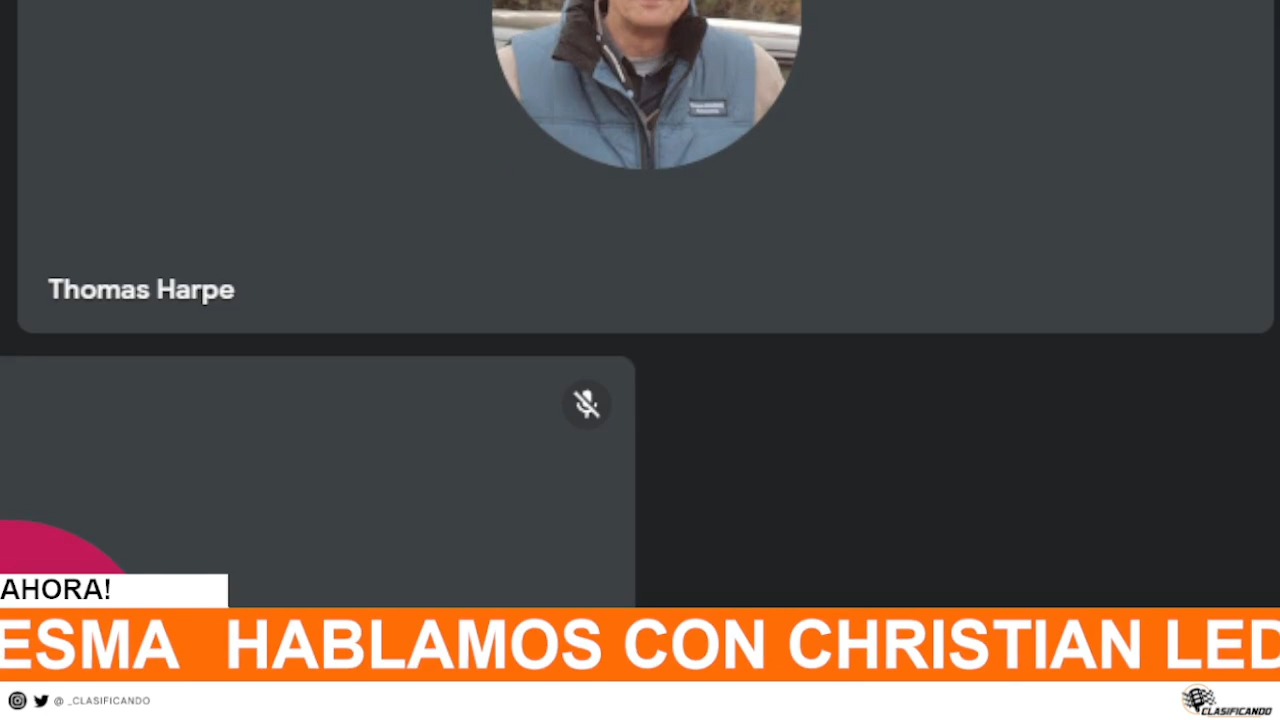 Thomas Harpe
AHORA!
ESMA HABLAMOS CON CHRISTIAN LED
@ _CLASIFICANDO
CLASIFICANDO